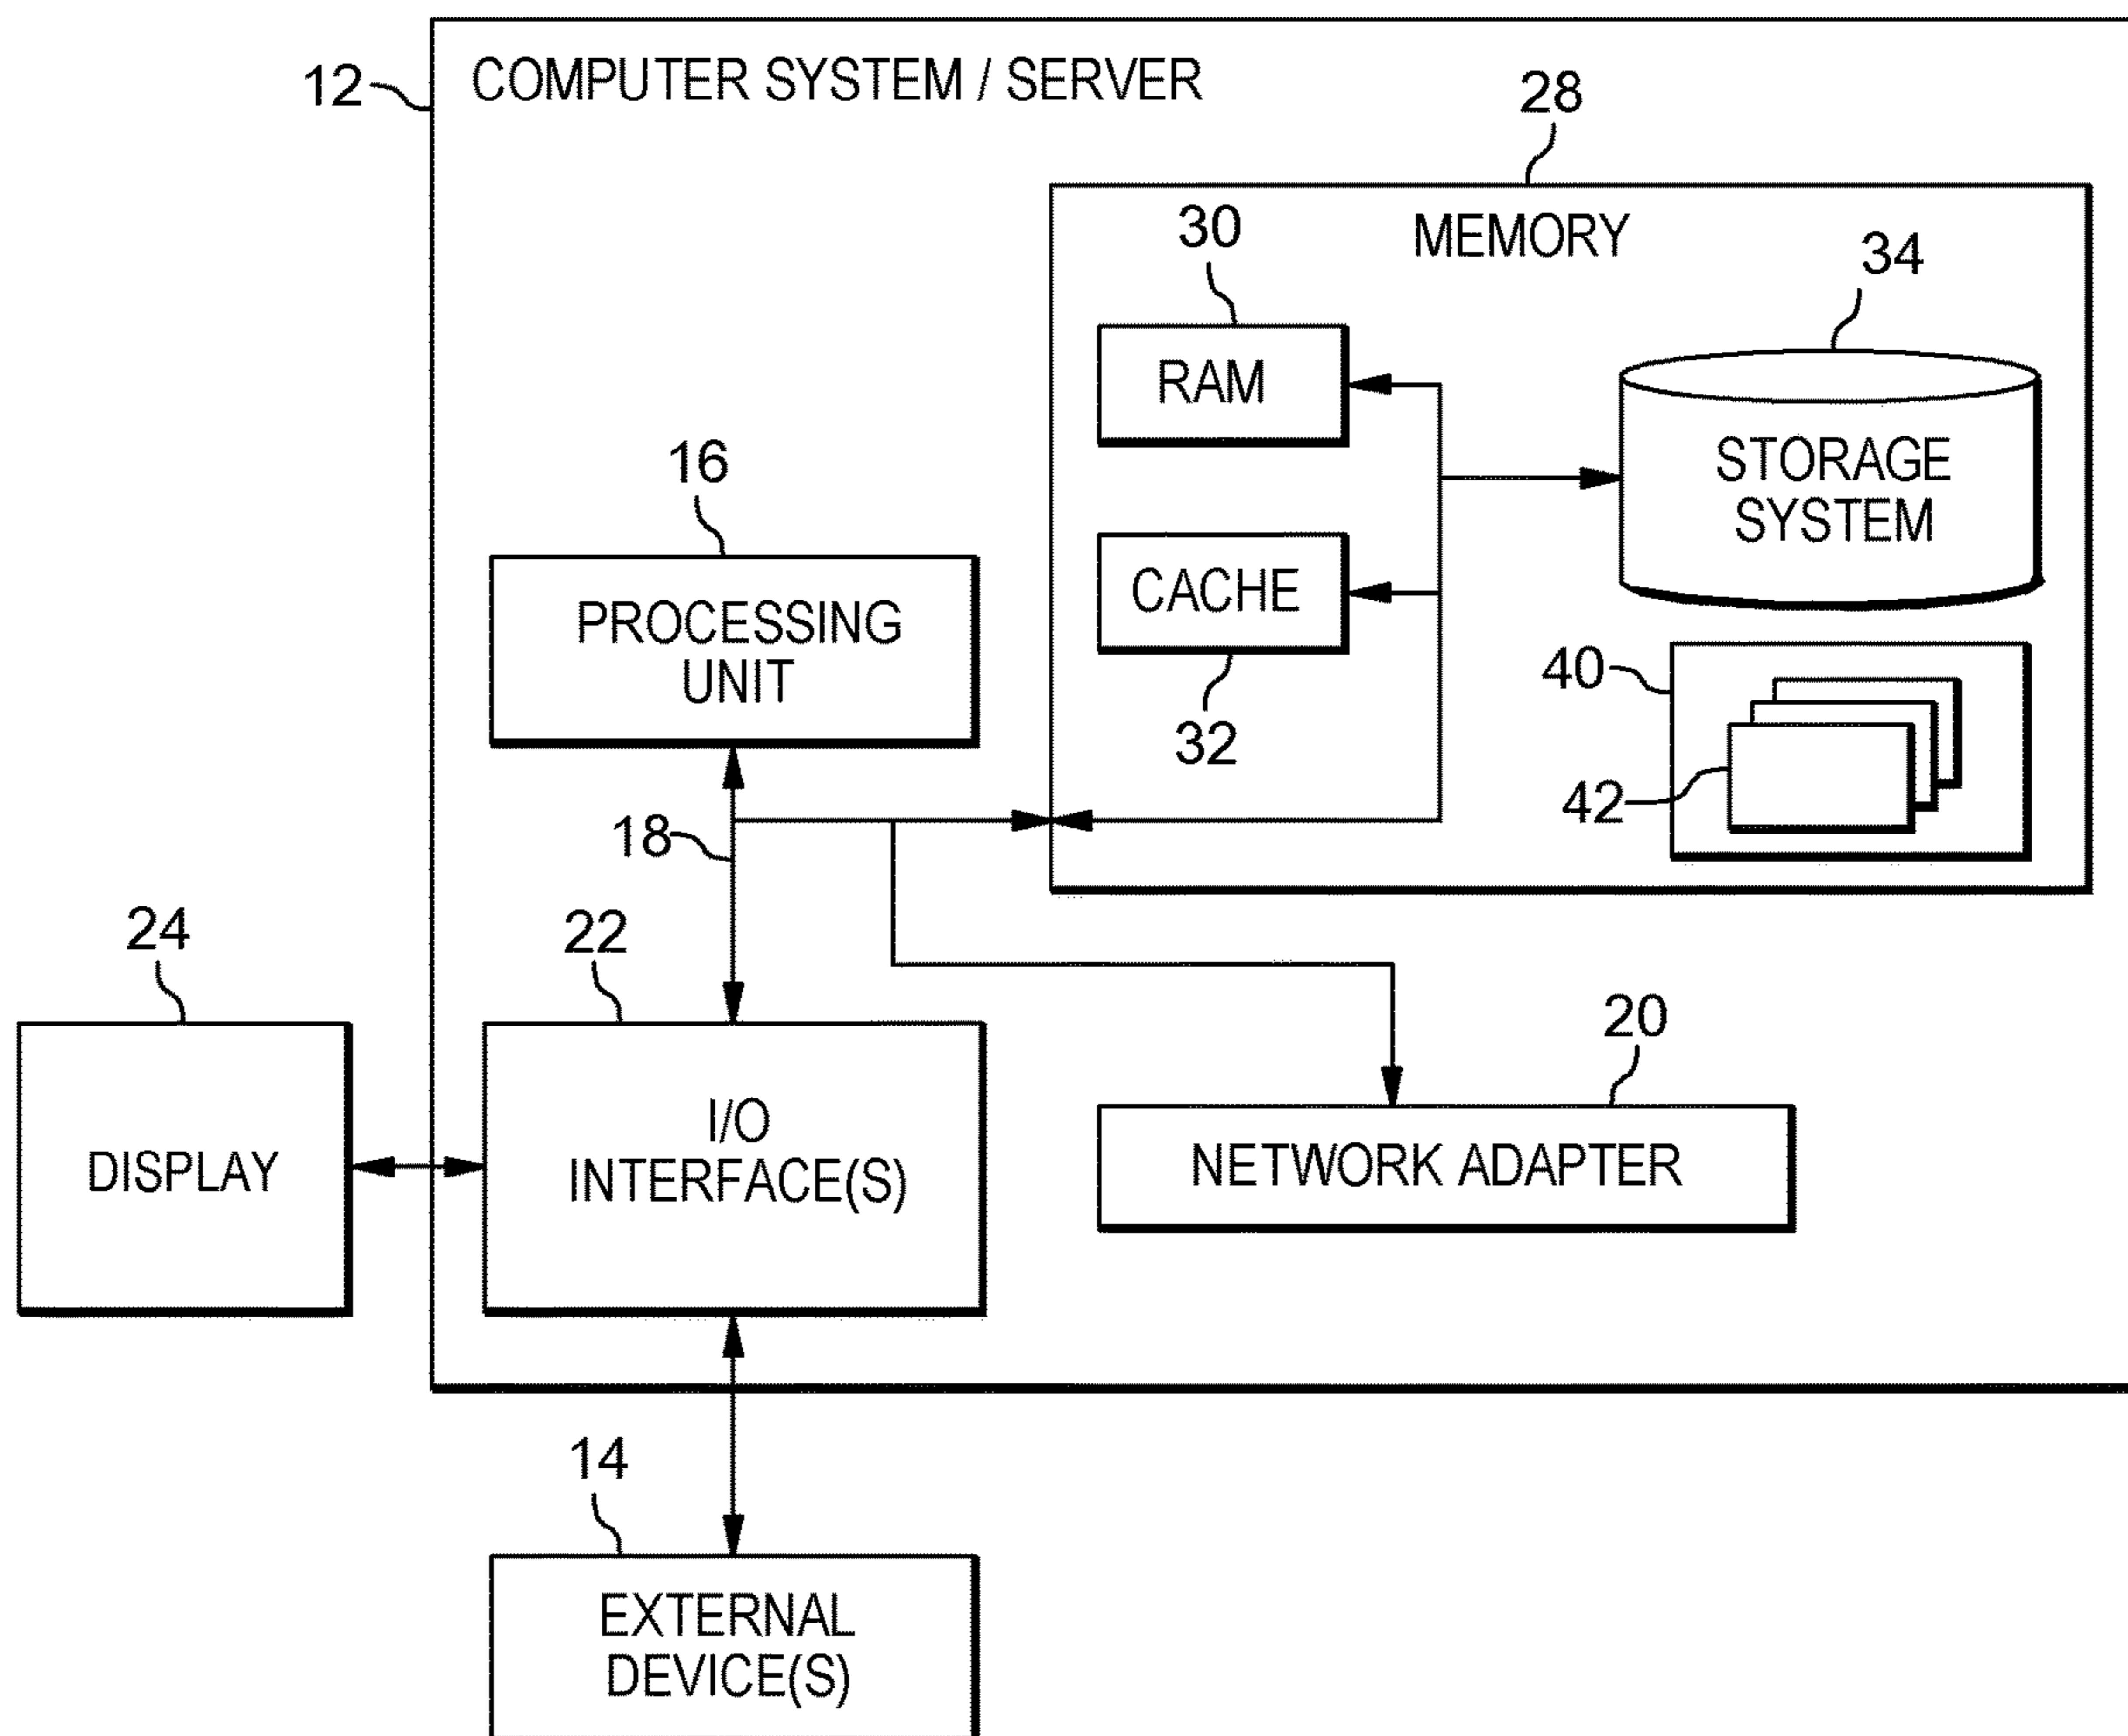 12
COMPUTER SYSTEM / SERVER
28
MEMORY
30
34
RAM
STORAGE
SYSTEM
16
PROCESSING
UNIT
CACHE
32
40
42
18
24
22
20
DISPLAY
I/O
INTERFACE(S)
NETWORK ADAPTER
14
EXTERNAL
DEVICE(S)